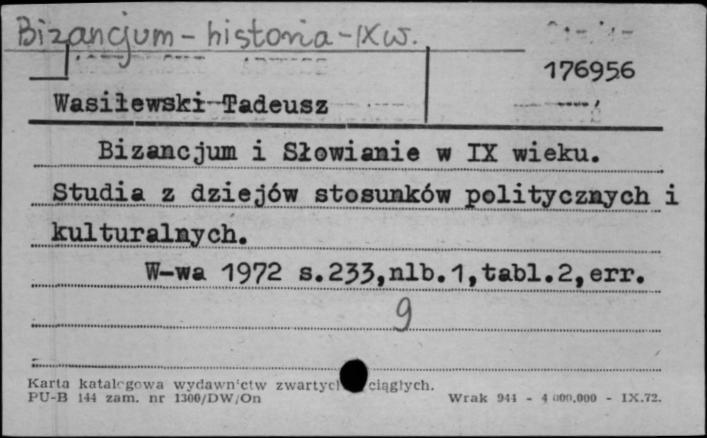 Bizancjum - historia - IX w.
176956
Wasilewski Tadeusz
Bizancjum i Słowianie w IX wieku.
Studia z dziejów stosunków politycznych i
kulturalnych.
W-wa 1972 s.233,nlb.1,tabl.2,err.
9
Karta katalogowa wydawnictw zwartych ciągłych.
PU-B 144 zam. nr 1300/DW/On Wrak 944 - 4 000.000 - IX.72.